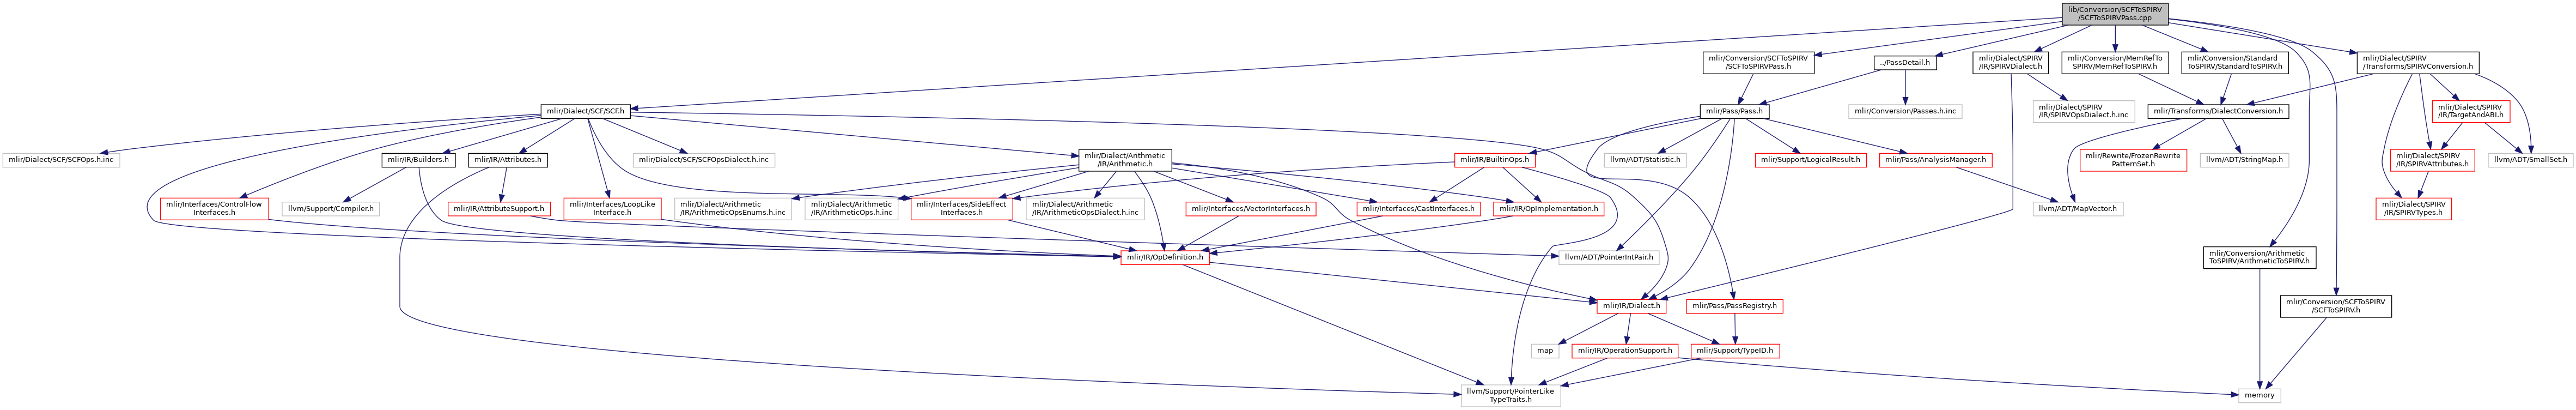 lib/Conversion/SCFToSPIRV
/SCFToSPIRVPass.cpp
mlir/Conversion/SCFToSPIRV
/SCFToSPIRVPass.h
../PassDetail.h
mlir/Dialect/SPIRV
/IR/SPIRVDialect.h
mlir/Conversion/MemRefTo
SPIRV/MemRefToSPIRV.h
mlir/Conversion/Standard
ToSPIRV/StandardToSPIRV.h
mlir/Dialect/SPIRV
/Transforms/SPIRVConversion.h
mlir/Dialect/SCF/SCF.h
mlir/Pass/Pass.h
mlir/Conversion/Passes.h.inc
mlir/Dialect/SPIRV
/IR/SPIRVOpsDialect.h.inc
mlir/Transforms/DialectConversion.h
mlir/Dialect/SPIRV
/IR/TargetAndABI.h
mlir/Dialect/SCF/SCFOps.h.inc
mlir/IR/Builders.h
mlir/IR/Attributes.h
mlir/Dialect/SCF/SCFOpsDialect.h.inc
mlir/Dialect/Arithmetic
/IR/Arithmetic.h
mlir/IR/BuiltinOps.h
llvm/ADT/Statistic.h
mlir/Support/LogicalResult.h
mlir/Pass/AnalysisManager.h
mlir/Rewrite/FrozenRewrite
PatternSet.h
llvm/ADT/StringMap.h
mlir/Dialect/SPIRV
/IR/SPIRVAttributes.h
llvm/ADT/SmallSet.h
mlir/Interfaces/ControlFlow
Interfaces.h
llvm/Support/Compiler.h
mlir/IR/AttributeSupport.h
mlir/Interfaces/LoopLike
Interface.h
mlir/Dialect/Arithmetic
/IR/ArithmeticOpsEnums.h.inc
mlir/Dialect/Arithmetic
/IR/ArithmeticOps.h.inc
mlir/Interfaces/SideEffect
Interfaces.h
mlir/Dialect/Arithmetic
/IR/ArithmeticOpsDialect.h.inc
mlir/Interfaces/VectorInterfaces.h
mlir/Interfaces/CastInterfaces.h
mlir/IR/OpImplementation.h
llvm/ADT/MapVector.h
mlir/Dialect/SPIRV
/IR/SPIRVTypes.h
mlir/IR/OpDefinition.h
llvm/ADT/PointerIntPair.h
mlir/Conversion/Arithmetic
ToSPIRV/ArithmeticToSPIRV.h
mlir/IR/Dialect.h
mlir/Pass/PassRegistry.h
mlir/Conversion/SCFToSPIRV
/SCFToSPIRV.h
map
mlir/IR/OperationSupport.h
mlir/Support/TypeID.h
llvm/Support/PointerLike
TypeTraits.h
memory